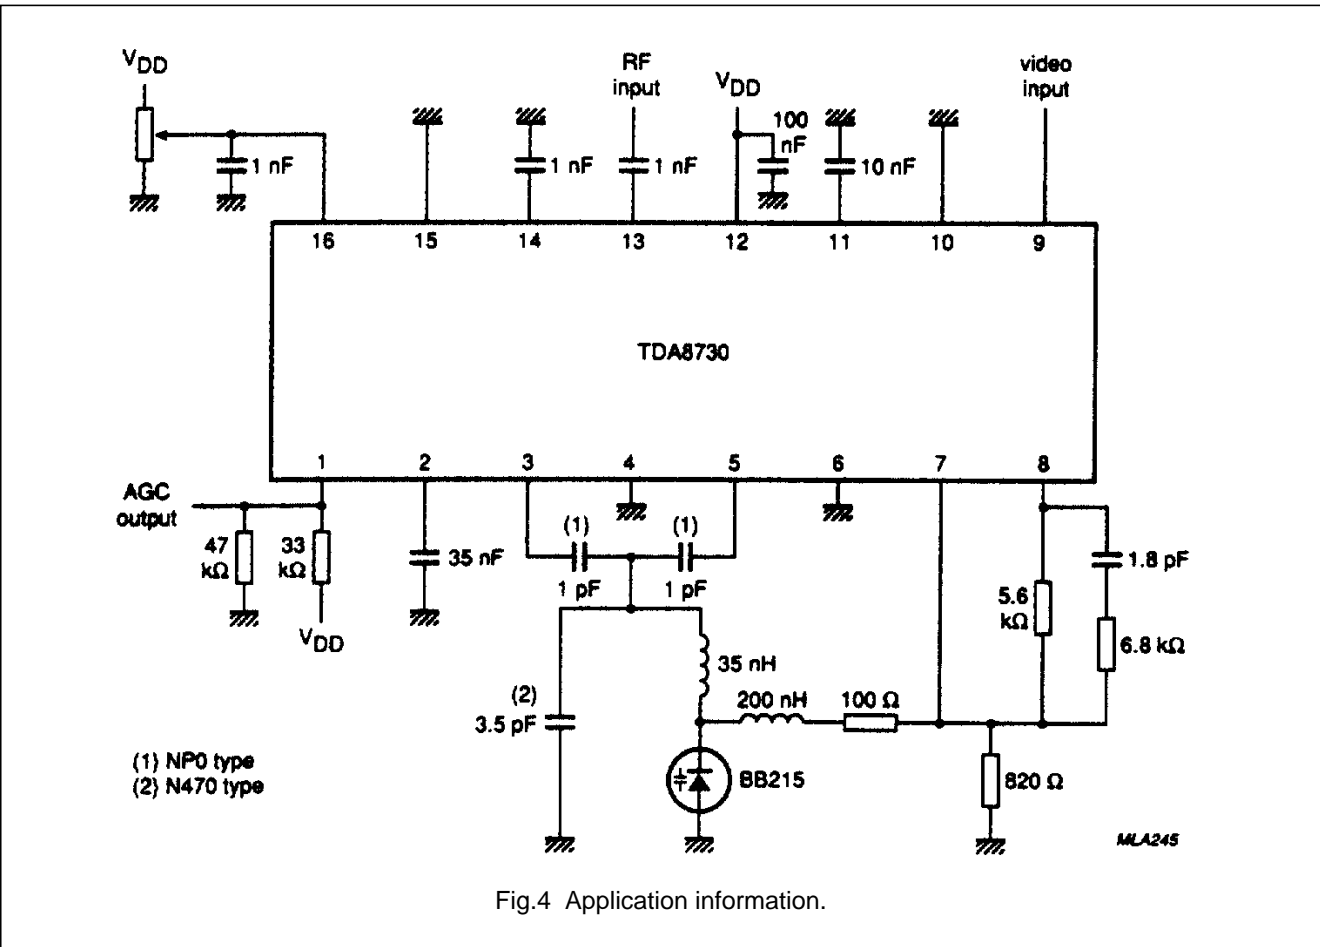 V_DD
RF
input
V_DD
video
input
100
nF
1 nF
1 nF
1 nF
10 nF
16 15 14 13 12 11 10 9
TDA8730
1 2 3 4 5 6 7 8
AGC
output
47
kΩ
33
kΩ
V_DD
35 nF
(1)
1 pF
(1)
1 pF
1.8 pF
5.6
kΩ
6.8 kΩ
35 nH
200 nH
100 Ω
(2)
3.5 pF
BB215
820 Ω
(1) NP0 type
(2) N470 type
MLA245
Fig.4 Application information.